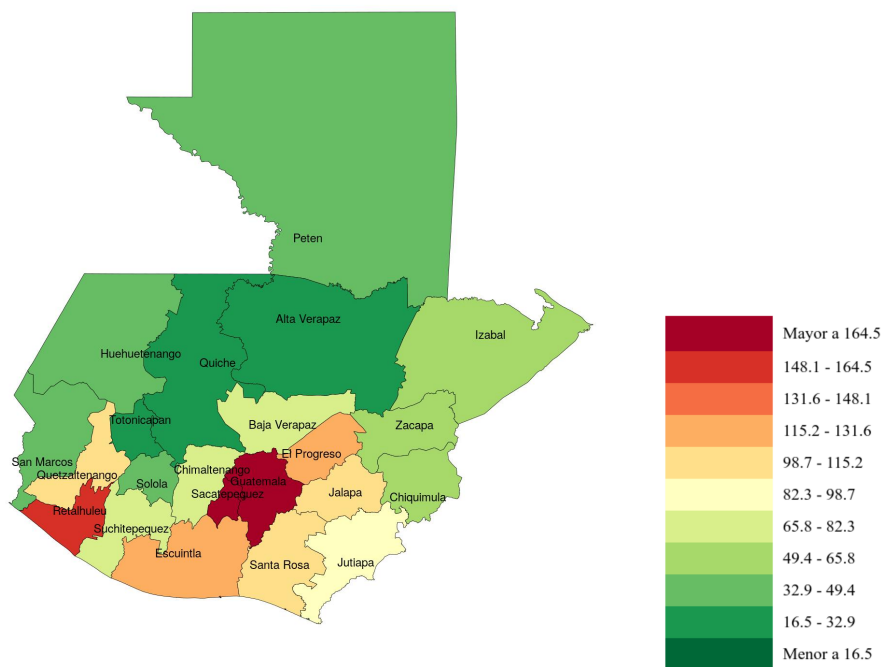 Peten
Alta Verapaz
Izabal
Huehuetenango
Quiche
Totonicapan
Baja Verapaz
Zacapa
El Progreso
San Marcos
Quetzaltenango
Chimaltenango
Solola
Guatemala
Sacatepequez
Jalapa
Chiquimula
Retalhuleu
Suchitepequez
Escuintla
Santa Rosa
Jutiapa
Mayor a 164.5
148.1 - 164.5
131.6 - 148.1
115.2 - 131.6
98.7 - 115.2
82.3 - 98.7
65.8 - 82.3
49.4 - 65.8
32.9 - 49.4
16.5 - 32.9
Menor a 16.5